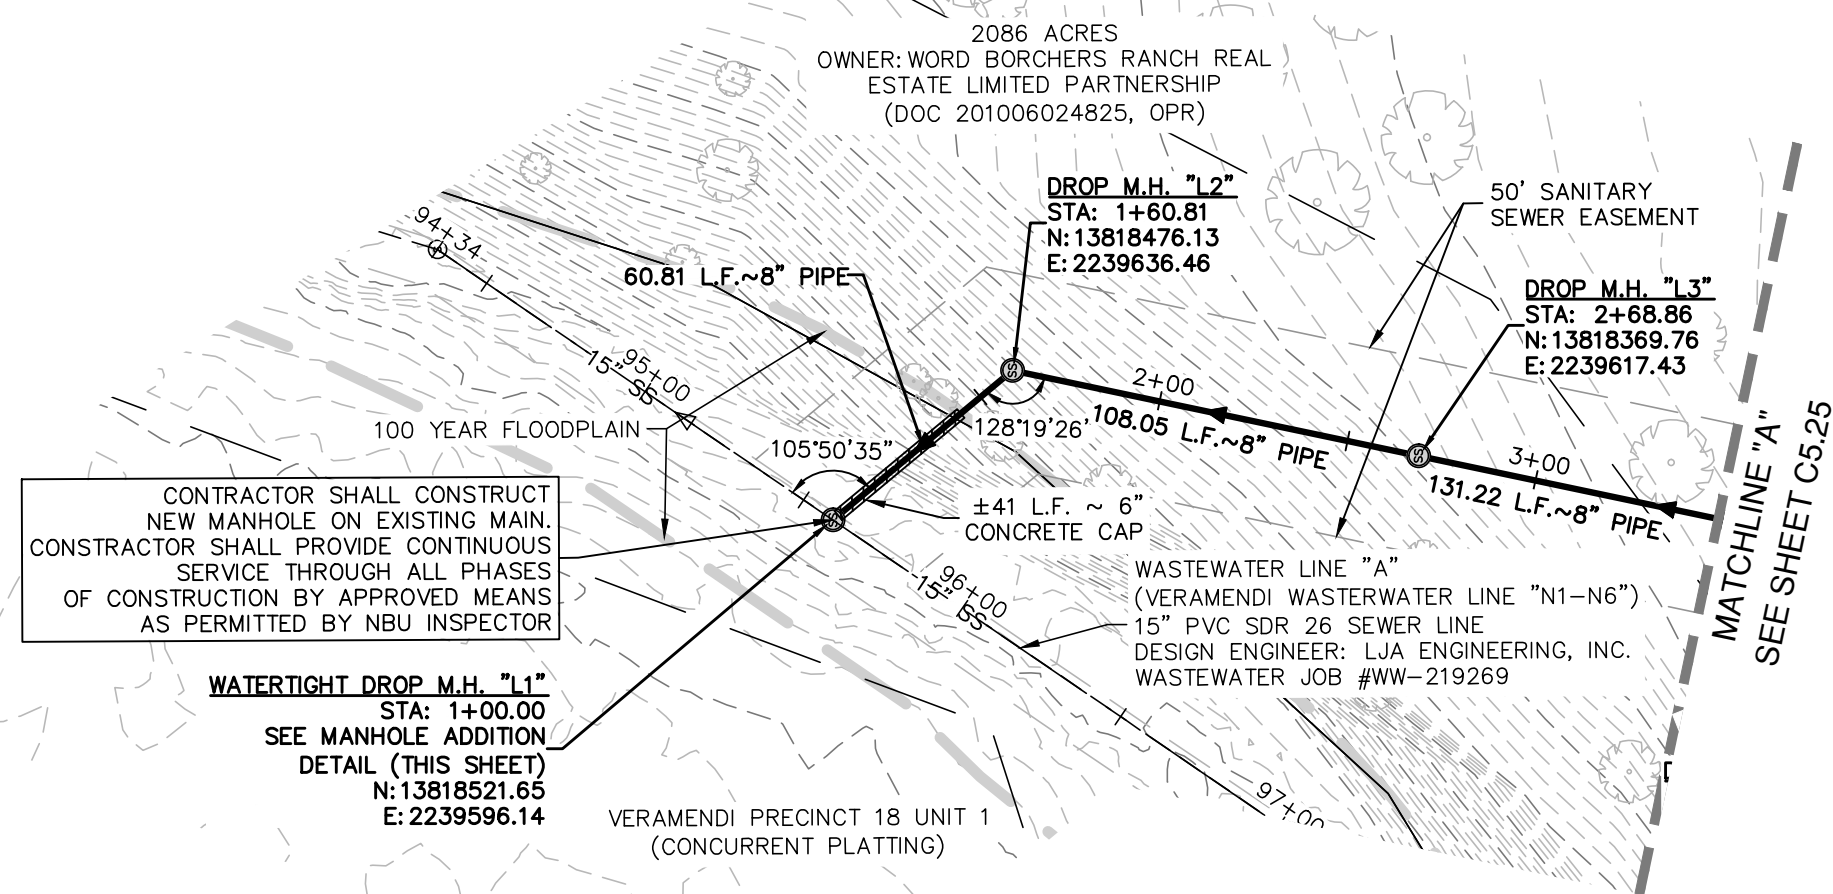 2086 ACRES
OWNER: WORD BORCHERS RANCH REAL
ESTATE LIMITED PARTNERSHIP
(DOC 201006024825, OPR)
DROP M.H. "L2"
STA: 1+60.81
N: 13818476.13
E: 2239636.46
50' SANITARY
SEWER EASEMENT
94+34
60.81 L.F.~8" PIPE
DROP M.H. "L3"
STA: 2+68.86
N: 13818369.76
E: 2239617.43
95+00
15" SS
SS
2+00
108.05 L.F.~8" PIPE
128°19'26"
100 YEAR FLOODPLAIN
105°50'35"
SS
3+00
131.22 L.F.~8" PIPE
MATCHLINE "A"
SEE SHEET C5.25
CONTRACTOR SHALL CONSTRUCT
NEW MANHOLE ON EXISTING MAIN.
CONSTRACTOR SHALL PROVIDE CONTINUOUS
SERVICE THROUGH ALL PHASES
OF CONSTRUCTION BY APPROVED MEANS
AS PERMITTED BY NBU INSPECTOR
SS
±41 L.F. ~ 6"
CONCRETE CAP
96+00
15" SS
WASTEWATER LINE "A"
(VERAMENDI WASTERWATER LINE "N1-N6")
15" PVC SDR 26 SEWER LINE
DESIGN ENGINEER: LJA ENGINEERING, INC.
WASTEWATER JOB #WW-219269
WATERTIGHT DROP M.H. "L1"
STA: 1+00.00
SEE MANHOLE ADDITION
DETAIL (THIS SHEET)
N: 13818521.65
E: 2239596.14
VERAMENDI PRECINCT 18 UNIT 1
(CONCURRENT PLATTING)
97+00